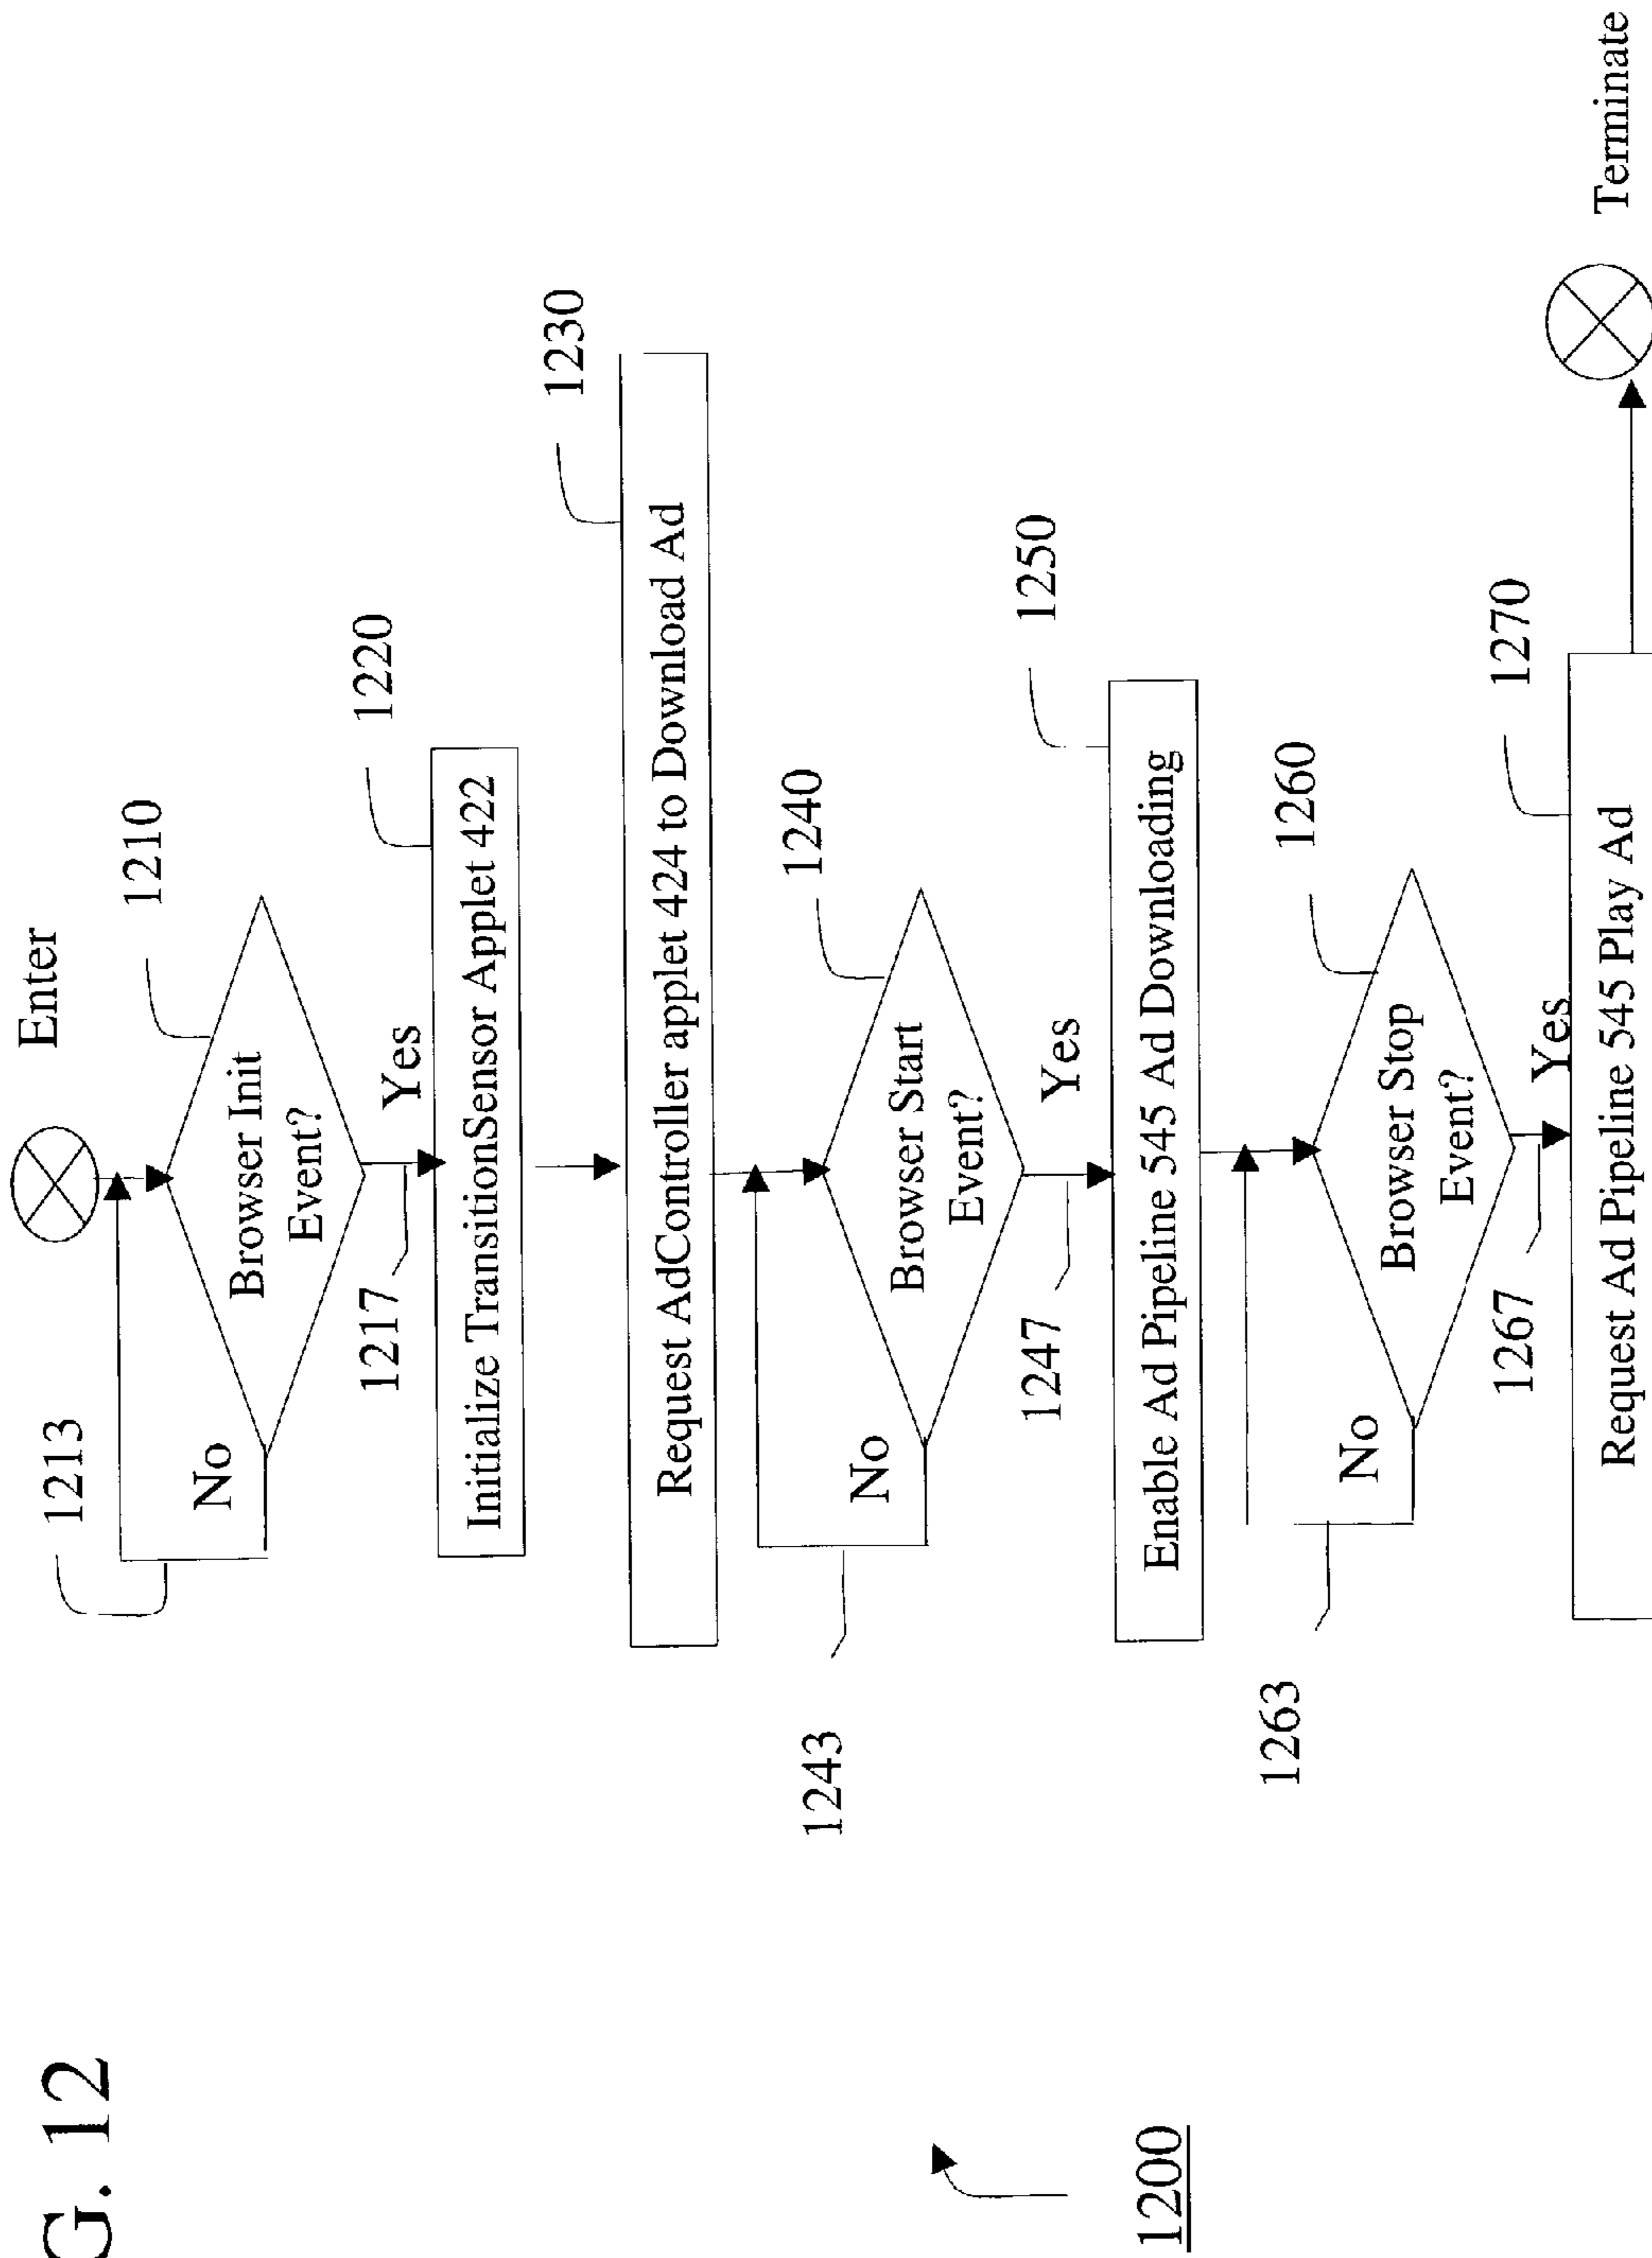 G. 12
Enter
1210
Browser Init
Event?
1213
No
Yes
1217
1220
Initialize TransitionSensor Applet 422
1230
Request AdController applet 424 to Download Ad
1240
Browser Start
Event?
No
1243
Yes
1247
1250
Enable Ad Pipeline 545 Ad Downloading
1260
Browser Stop
Event?
No
1263
Yes
1267
1270
Request Ad Pipeline 545 Play Ad
Terminate
1200